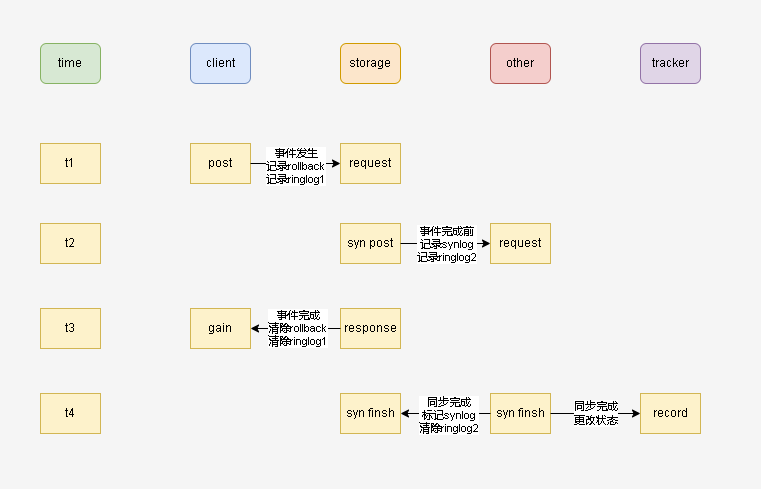 time
client
storage
other
tracker
t1
post
事件发生
记录rollback
记录ringlog1
request
t2
syn post
事件完成前
记录synlog
记录ringlog2
request
t3
gain
事件完成
清除rollback
清除ringlog1
response
t4
syn finsh
同步完成
标记synlog
清除ringlog2
syn finsh
同步完成
更改状态
record